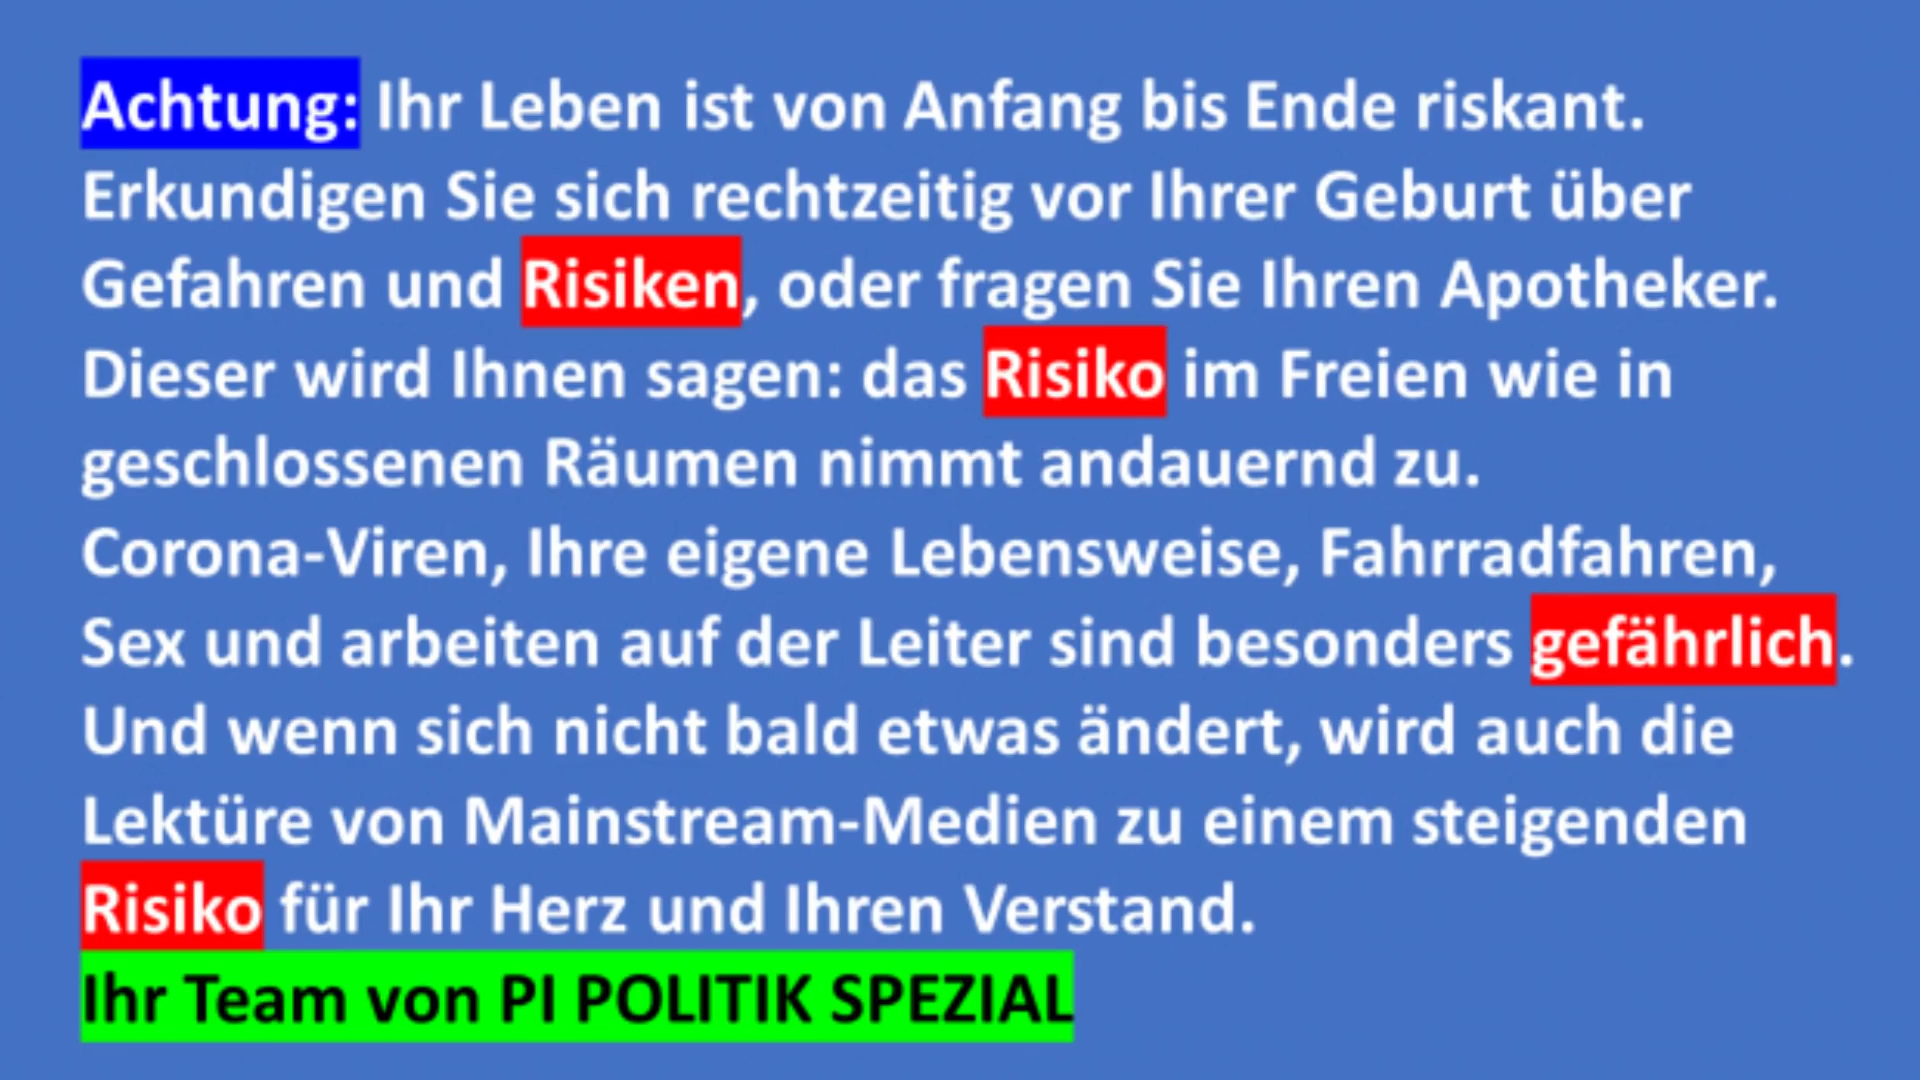 Achtung: Ihr Leben ist von Anfang bis Ende riskant.
Erkundigen Sie sich rechtzeitig vor Ihrer Geburt über
Gefahren und Risiken, oder fragen Sie Ihren Apotheker.
Dieser wird Ihnen sagen: das Risiko im Freien wie in
geschlossenen Räumen nimmt andauernd zu.
Corona-Viren, Ihre eigene Lebensweise, Fahrradfahren,
Sex und arbeiten auf der Leiter sind besonders gefährlich.
Und wenn sich nicht bald etwas ändert, wird auch die
Lektüre von Mainstream-Medien zu einem steigenden
Risiko für Ihr Herz und Ihren Verstand.
Ihr Team von PI POLITIK SPEZIAL